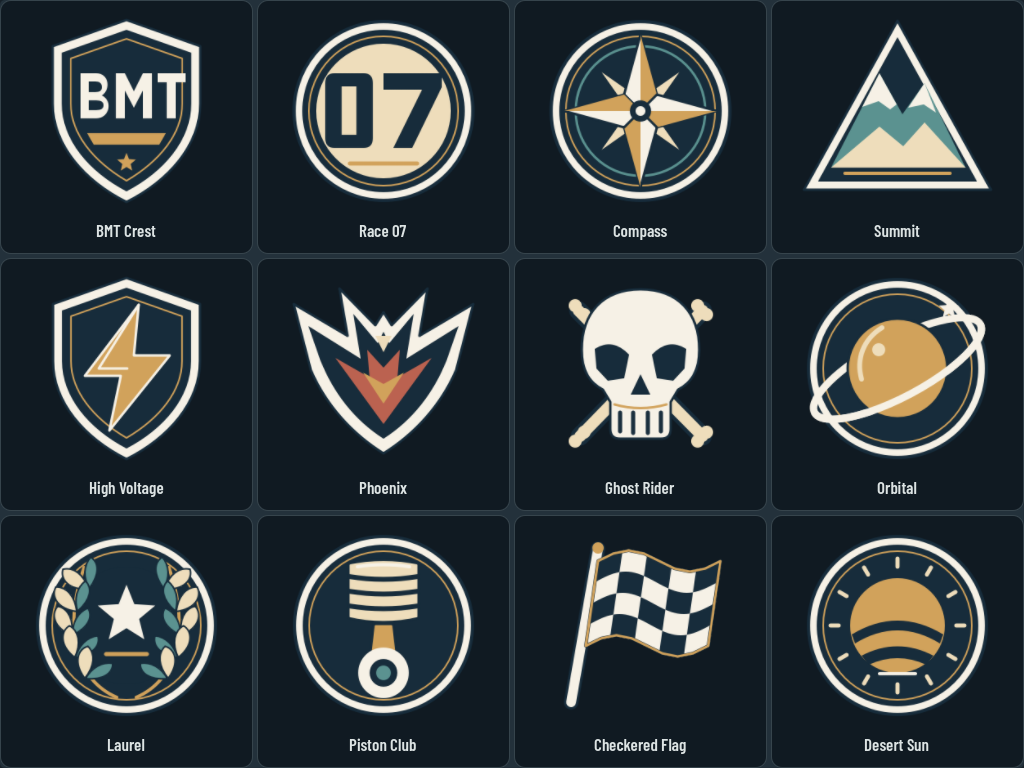 BMT
BMT Crest
07
Race 07
Compass
Summit
High Voltage
Phoenix
Ghost Rider
Orbital
Laurel
Piston Club
Checkered Flag
Desert Sun